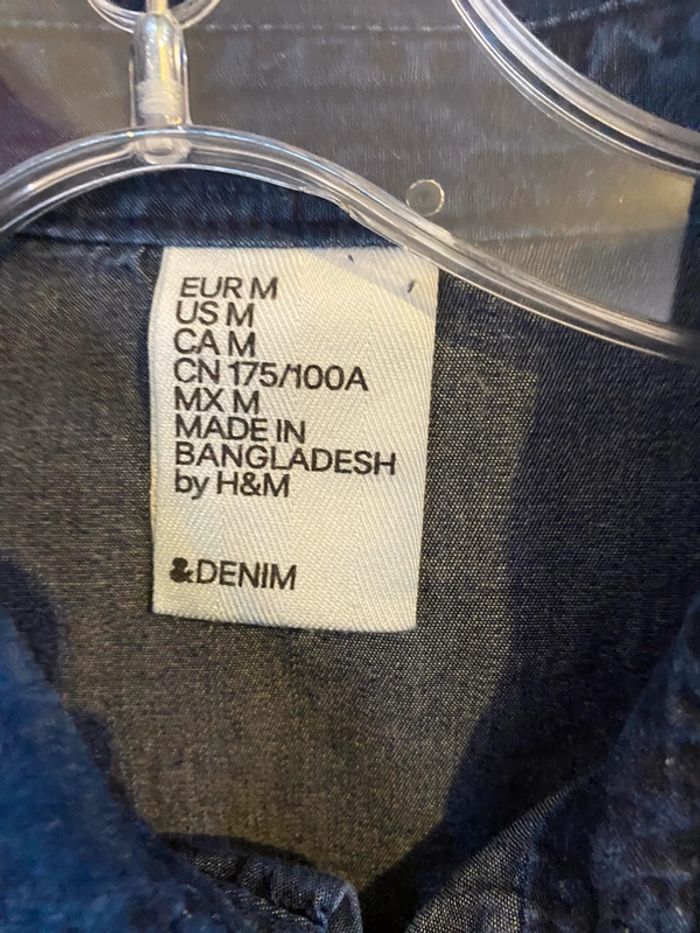 EUR M
US M
CA M
CN 175/100A
MX M
MADE IN
BANGLADESH
by H&M
&DENIM